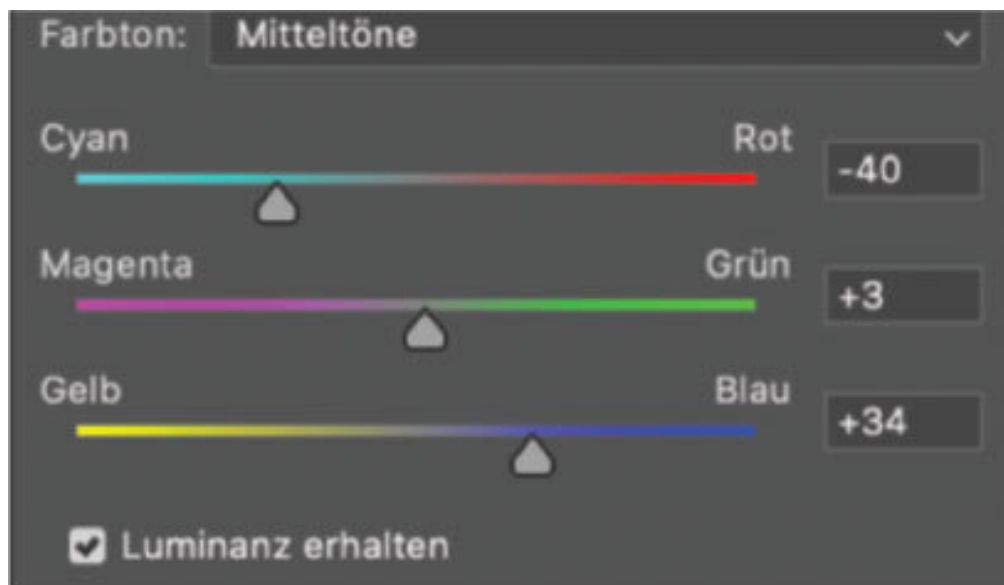 Farbton: Mitteltöne
Cyan Rot -40
Magenta Grün +3
Gelb Blau +34
Luminanz erhalten